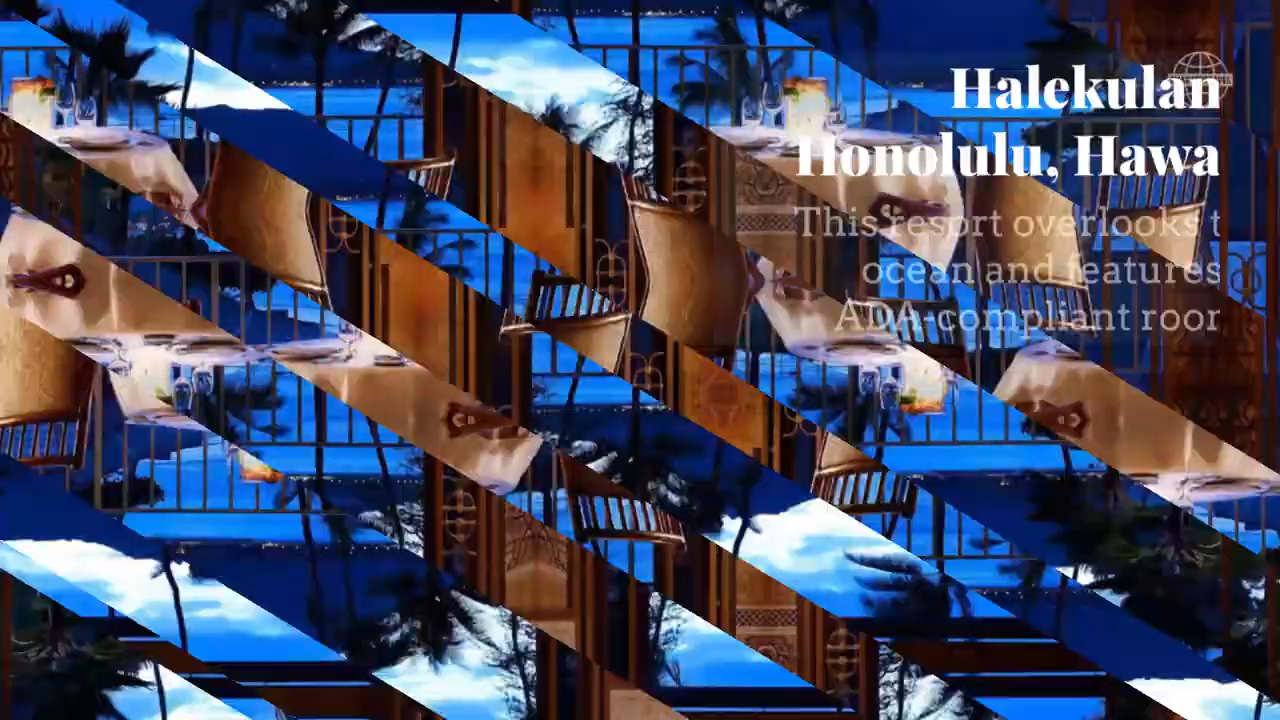 Halekulan
Honolulu, Hawa
This resort overlooks t
ocean and features
ADA-compliant roor